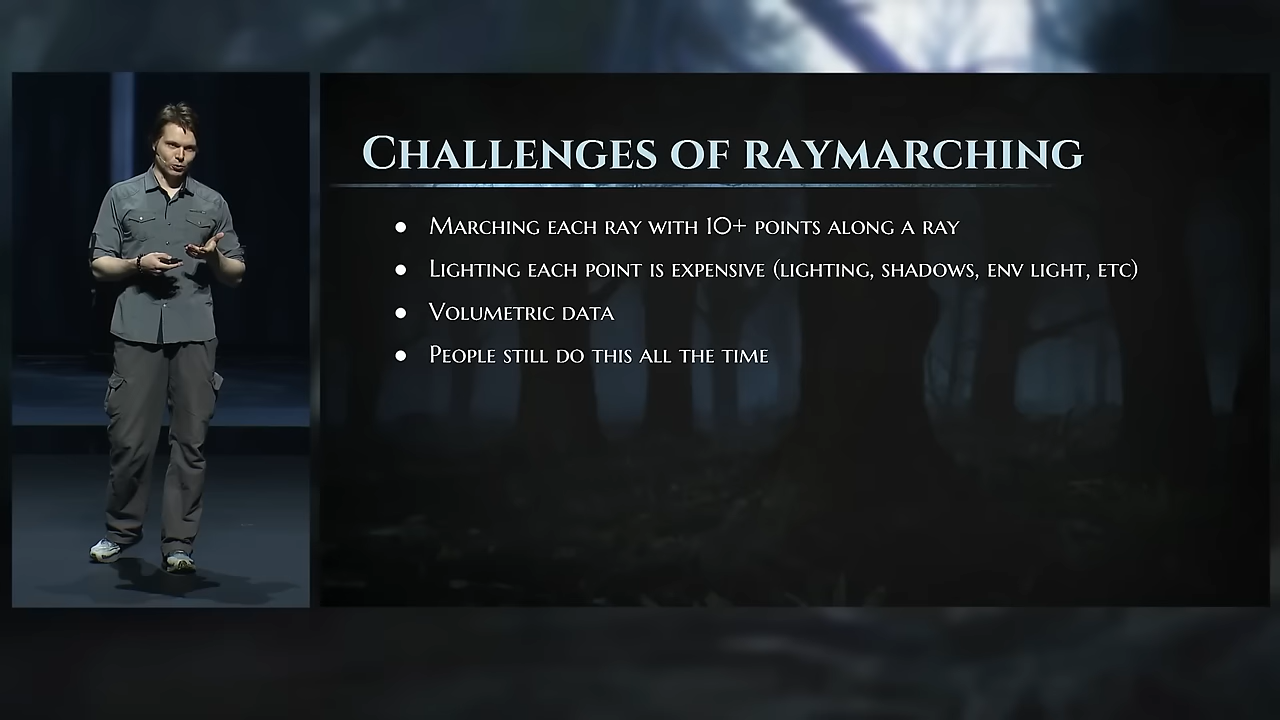 Challenges of raymarching
● Marching each ray with 10+ points along a ray
● Lighting each point is expensive (lighting, shadows, env light, etc)
● Volumetric data
● People still do this all the time